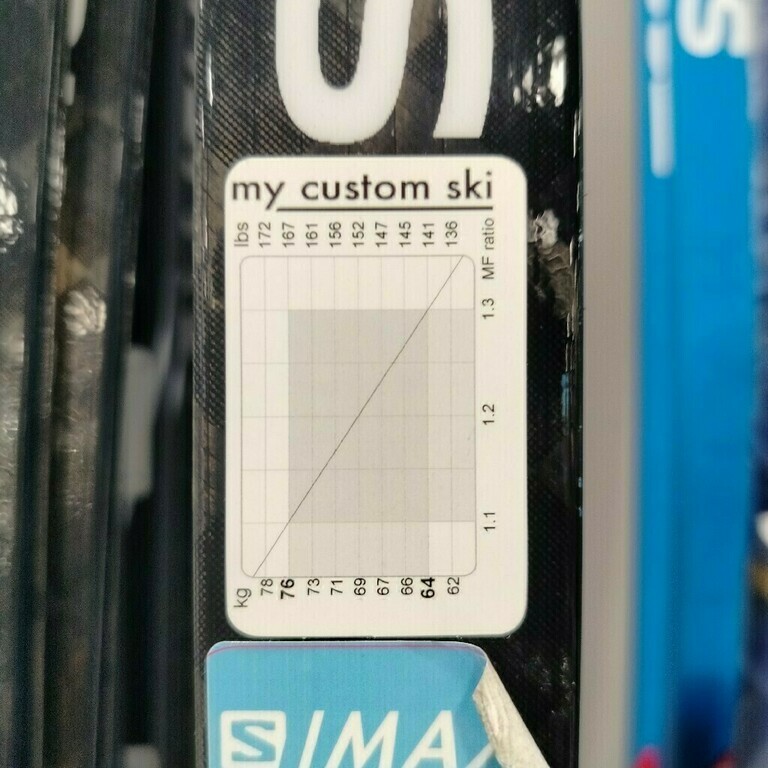 S
my custom ski
lbs 172 167 161 156 152 147 145 141 136
MF ratio
1.3
1.2
1.1
kg 78 76 73 71 69 67 66 64 62
S/MAX
S